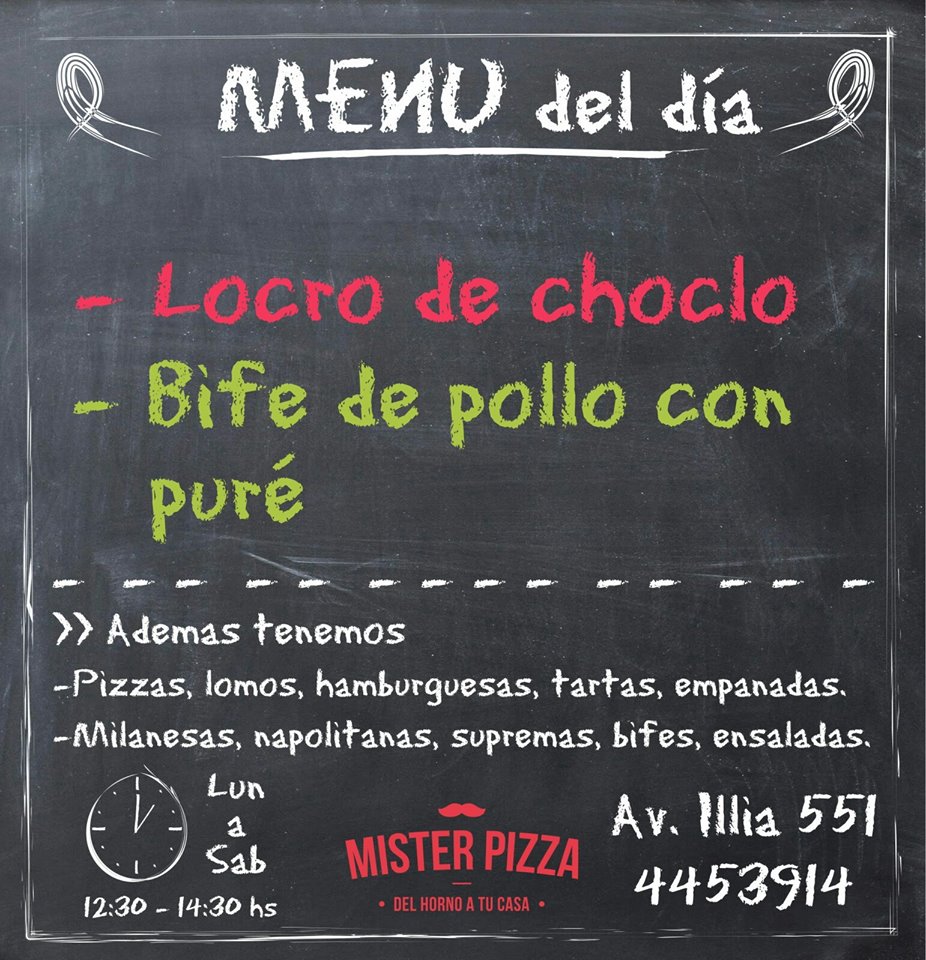 MENU del día
- Locro de choclo
- Bife de pollo con
puré
>> Ademas tenemos
-Pizzas, lomos, hamburguesas, tartas, empanadas.
-Milanesas, napolitanas, supremas, bifes, ensaladas.
Lun
a
Sab
12:30 - 14:30 hs
MISTER PIZZA
• DEL HORNO A TU CASA •
Av. Illia 551
4453914